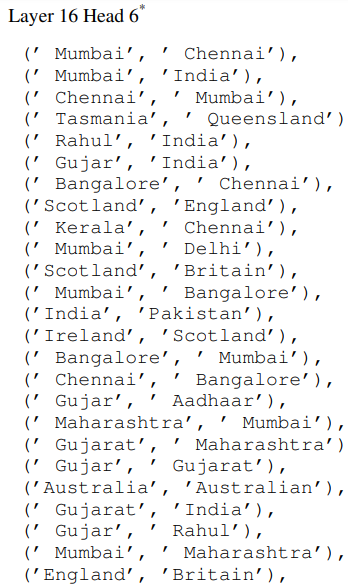 Layer 16 Head 6*
(’ Mumbai’, ’ Chennai’),
(’ Mumbai’, ’India’),
(’ Chennai’, ’ Mumbai’),
(’ Tasmania’, ’ Queensland’)
(’ Rahul’, ’India’),
(’ Gujar’, ’India’),
(’ Bangalore’, ’ Chennai’),
(’Scotland’, ’England’),
(’ Kerala’, ’ Chennai’),
(’ Mumbai’, ’ Delhi’),
(’Scotland’, ’Britain’),
(’ Mumbai’, ’ Bangalore’),
(’India’, ’Pakistan’),
(’Ireland’, ’Scotland’),
(’ Bangalore’, ’ Mumbai’),
(’ Chennai’, ’ Bangalore’),
(’ Gujar’, ’ Aadhaar’),
(’ Maharashtra’, ’ Mumbai’),
(’ Gujarat’, ’ Maharashtra’)
(’ Gujar’, ’ Gujarat’),
(’Australia’, ’Australian’),
(’ Gujarat’, ’India’),
(’ Gujar’, ’ Rahul’),
(’ Mumbai’, ’ Maharashtra’),
(’England’, ’Britain’),